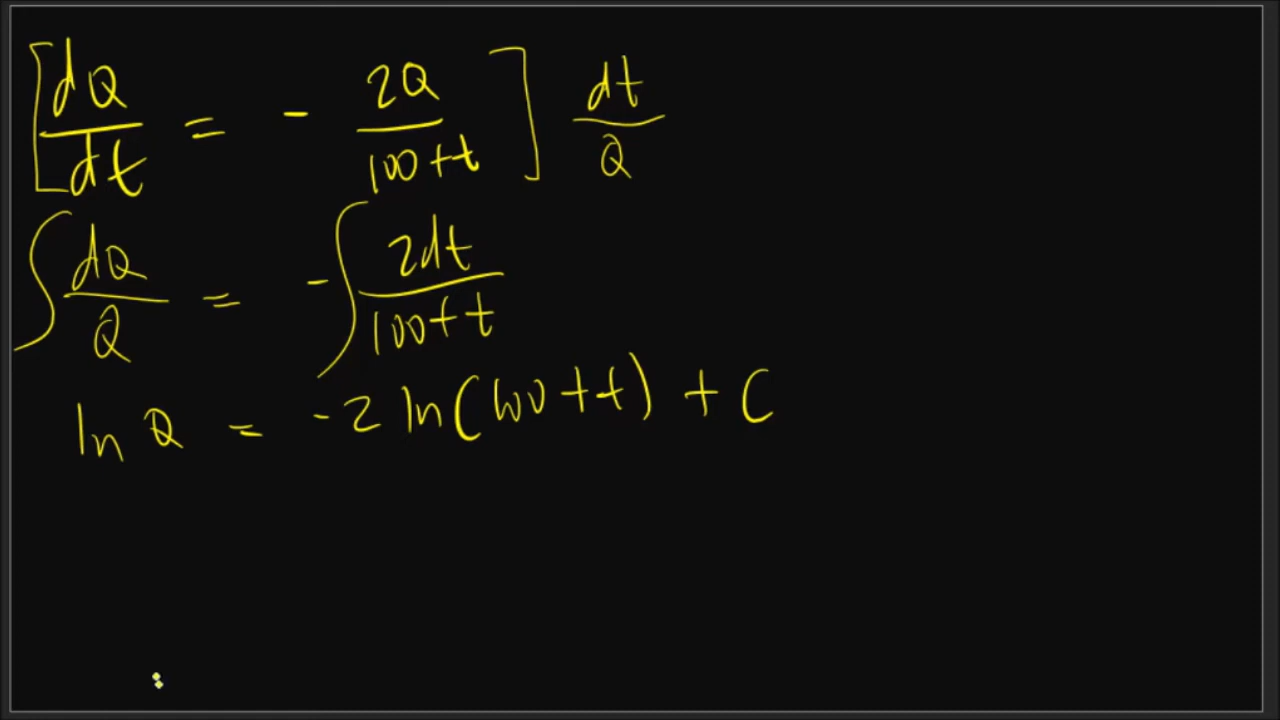 [dQ/dt = - 2Q/100+t] dt/Q
∫ dQ/Q = -∫ 2dt/100+t
ln Q = -2 ln(100+t) + C